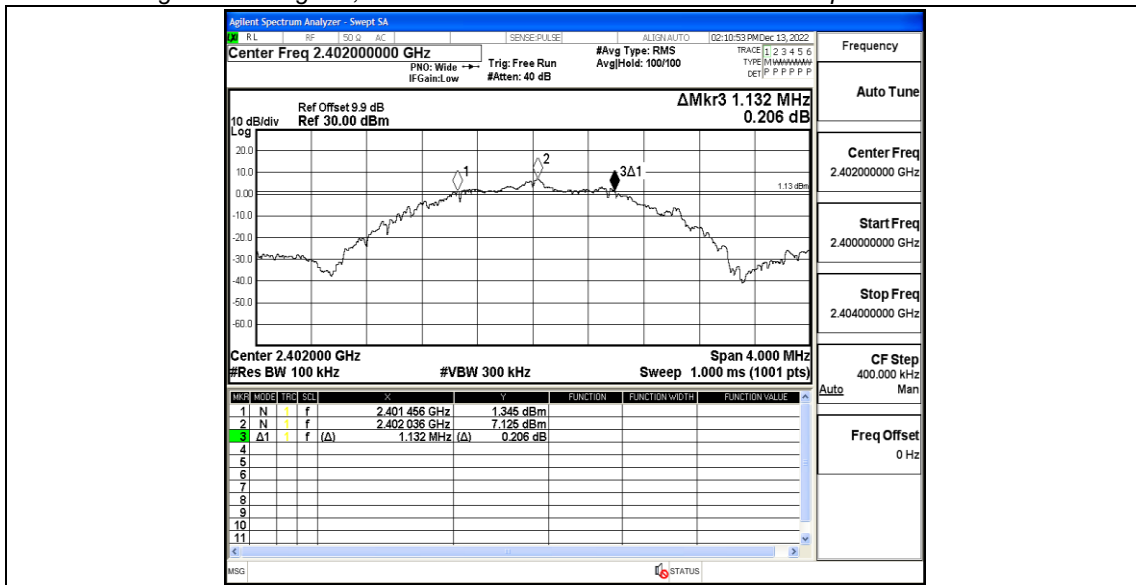 Agilent Spectrum Analyzer - Swept SA
RL RF 50 Ω AC SENSE:PULSE ALIGN AUTO 02:10:53 PM Dec 13, 2022
Center Freq 2.402000000 GHz
PNO: Wide
IFGain:Low
Trig: Free Run
#Atten: 40 dB
#Avg Type: RMS
Avg|Hold: 100/100
TRACE 1 2 3 4 5 6
TYPE M
DET P P P P P P
Frequency
Auto Tune
Center Freq
2.402000000 GHz
Start Freq
2.400000000 GHz
Stop Freq
2.404000000 GHz
CF Step
400.000 kHz
Auto Man
Freq Offset
0 Hz
ΔMkr3 1.132 MHz
0.206 dB
Ref Offset 9.9 dB
10 dB/div Ref 30.00 dBm
Log
20.0
10.0
0.00
-10.0
-20.0
-30.0
-40.0
-50.0
-60.0
1
2
3Δ1
1.13 dBm
Center 2.402000 GHz Span 4.000 MHz
#Res BW 100 kHz #VBW 300 kHz Sweep 1.000 ms (1001 pts)
MKR MODE TRC SCL X Y FUNCTION FUNCTION WIDTH FUNCTION VALUE
1 N 1 f 2.401 456 GHz 1.345 dBm
2 N 1 f 2.402 036 GHz 7.125 dBm
3 Δ1 1 f (Δ) 1.132 MHz (Δ) 0.206 dB
4
5
6
7
8
9
10
11
MSG STATUS